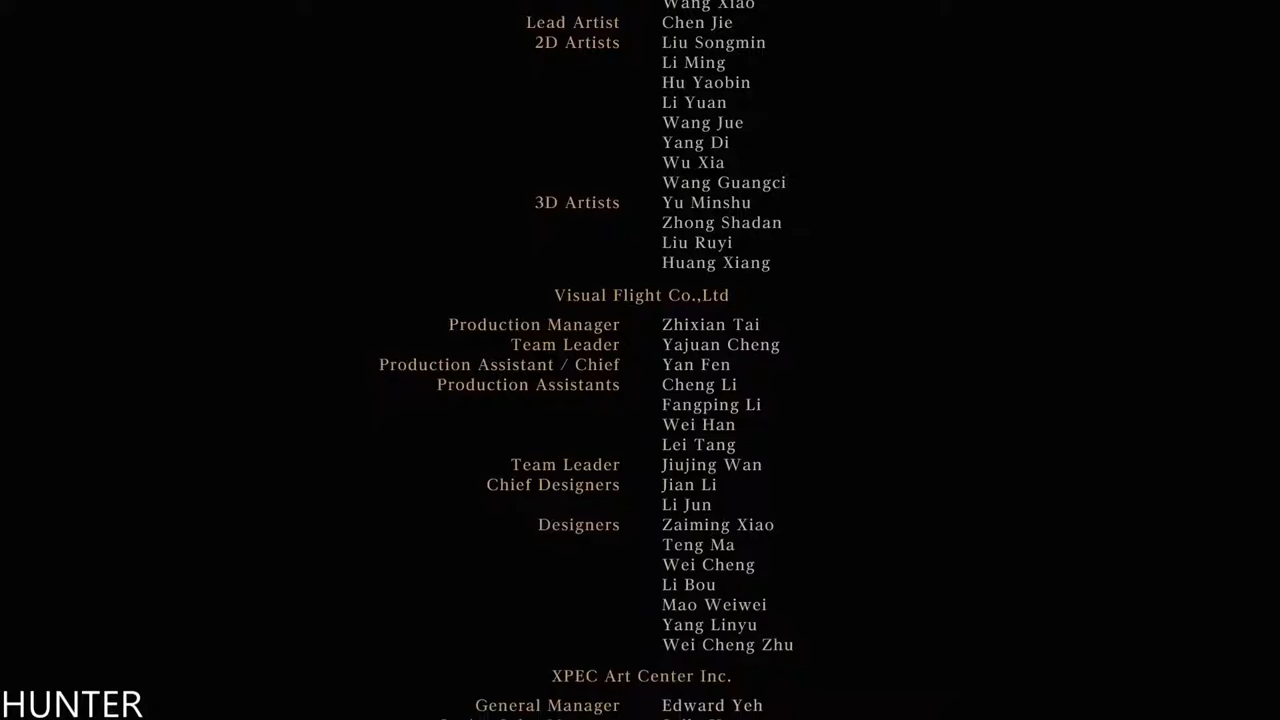 Wang Xiao
Lead Artist Chen Jie
2D Artists Liu Songmin
Li Ming
Hu Yaobin
Li Yuan
Wang Jue
Yang Di
Wu Xia
Wang Guangci
3D Artists Yu Minshu
Zhong Shadan
Liu Ruyi
Huang Xiang
Visual Flight Co.,Ltd
Production Manager Zhixian Tai
Team Leader Yajuan Cheng
Production Assistant / Chief Yan Fen
Production Assistants Cheng Li
Fangping Li
Wei Han
Lei Tang
Team Leader Jiujing Wan
Chief Designers Jian Li
Li Jun
Designers Zaiming Xiao
Teng Ma
Wei Cheng
Li Bou
Mao Weiwei
Yang Linyu
Wei Cheng Zhu
XPEC Art Center Inc.
General Manager Edward Yeh
HUNTER